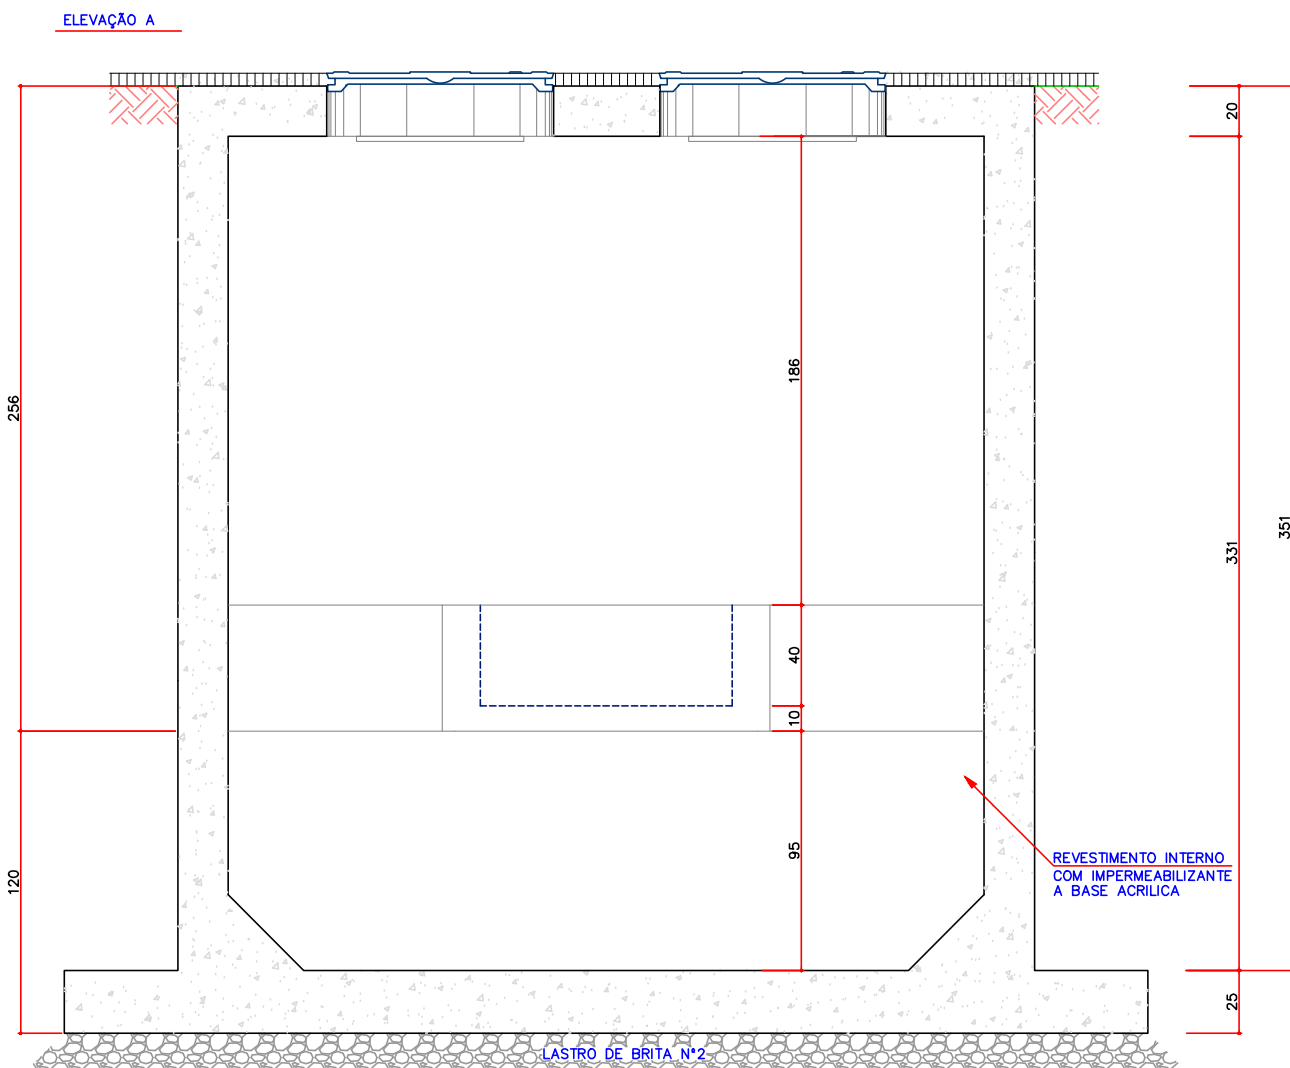 ELEVAÇÃO A
20
186
256
351
331
40
10
95
120
REVESTIMENTO INTERNO
COM IMPERMEABILIZANTE
A BASE ACRILICA
25
LASTRO DE BRITA N°2